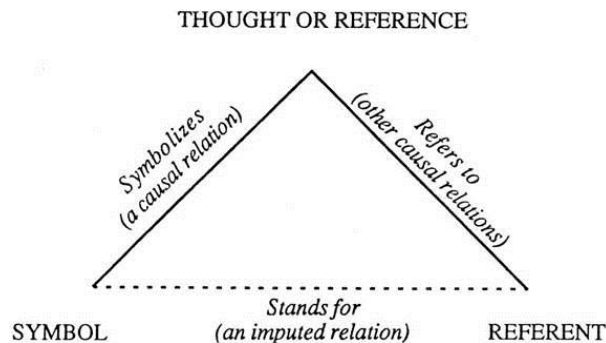 THOUGHT OR REFERENCE
Symbolizes
(a causal relation)
Refers to
(other causal relations)
Stands for
(an imputed relation)
SYMBOL
REFERENT